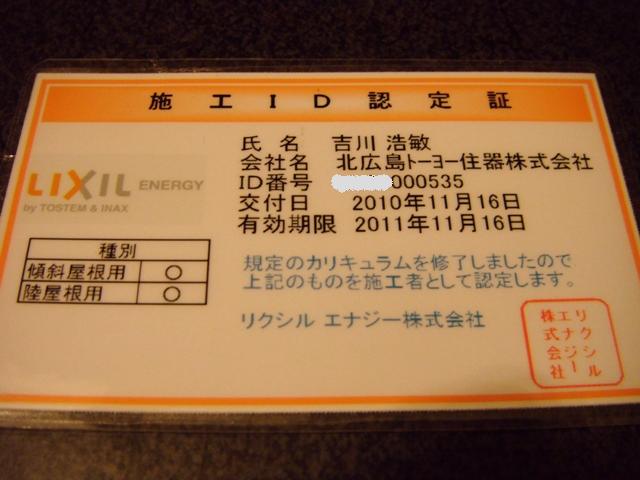 施工ID認定証
氏名 吉川 浩敏
会社名 北広島トーヨー住器株式会社
ID番号 000535
交付日 2010年11月16日
有効期限 2011年11月16日
LIXIL ENERGY
by TOSTEM & INAX
種別
傾斜屋根用 ○
陸屋根用 ○
規定のカリキュラムを修了しましたので
上記のものを施工者として認定します。
リクシル エナジー株式会社
リクシル
エナジー
株式会社